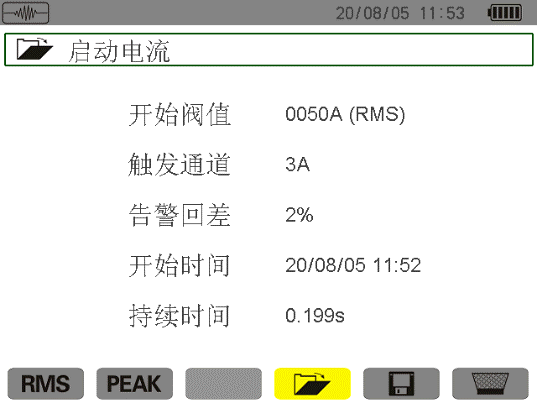 20/08/05 11:53
启动电流
开始阀值 0050A (RMS)
触发通道 3A
告警回差 2%
开始时间 20/08/05 11:52
持续时间 0.199s
RMS PEAK